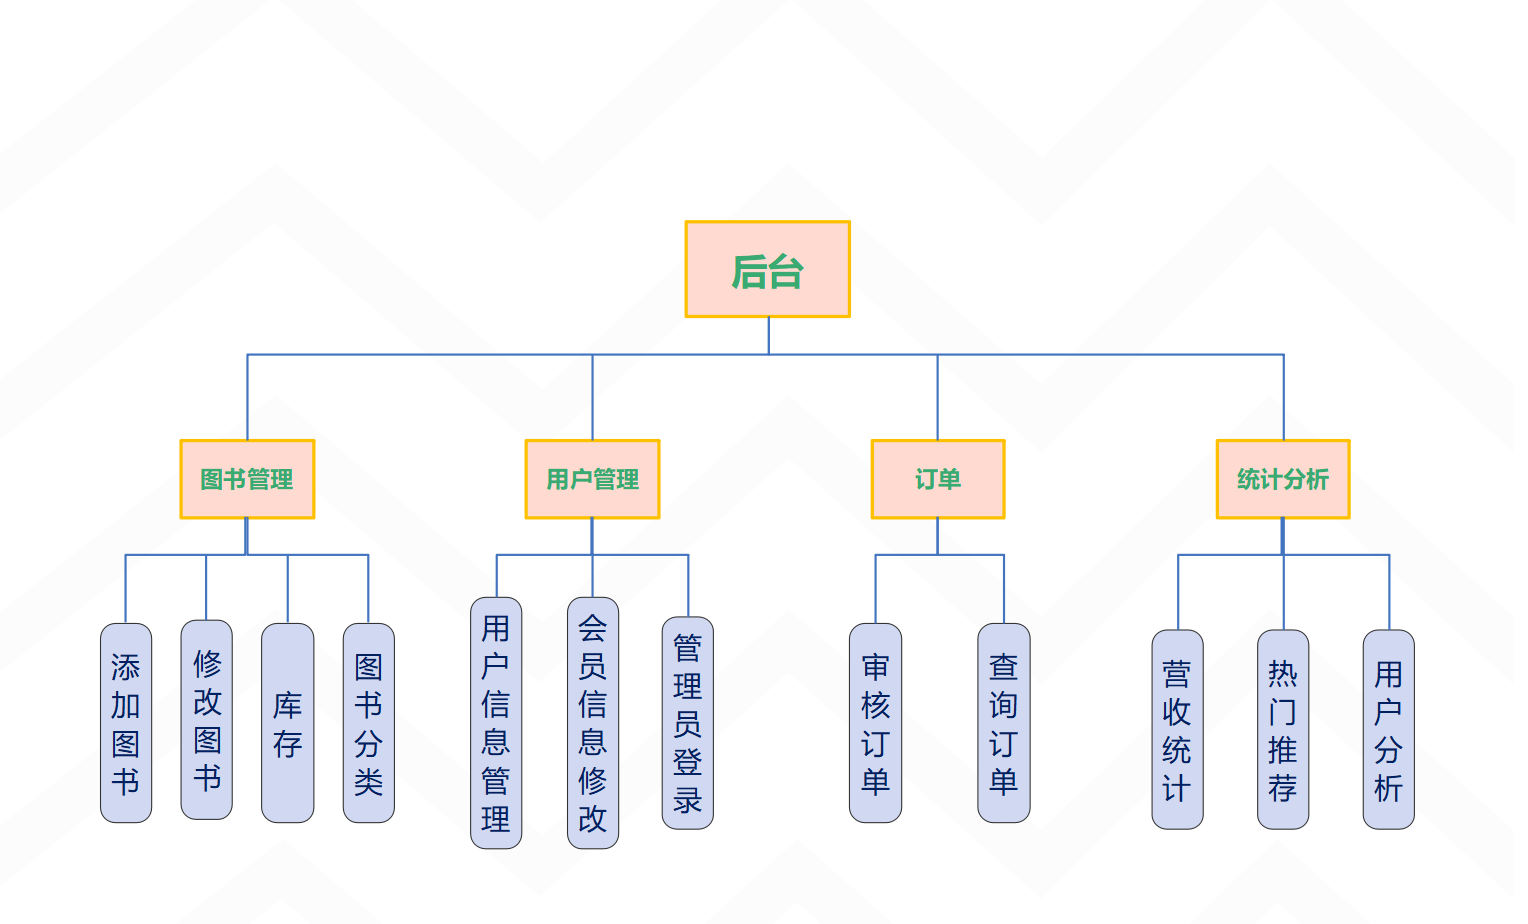 后台
图书管理
用户管理
订单
统计分析
添加图书
修改图书
库存
图书分类
用户信息管理
会员信息修改
管理员登录
审核订单
查询订单
营收统计
热门推荐
用户分析